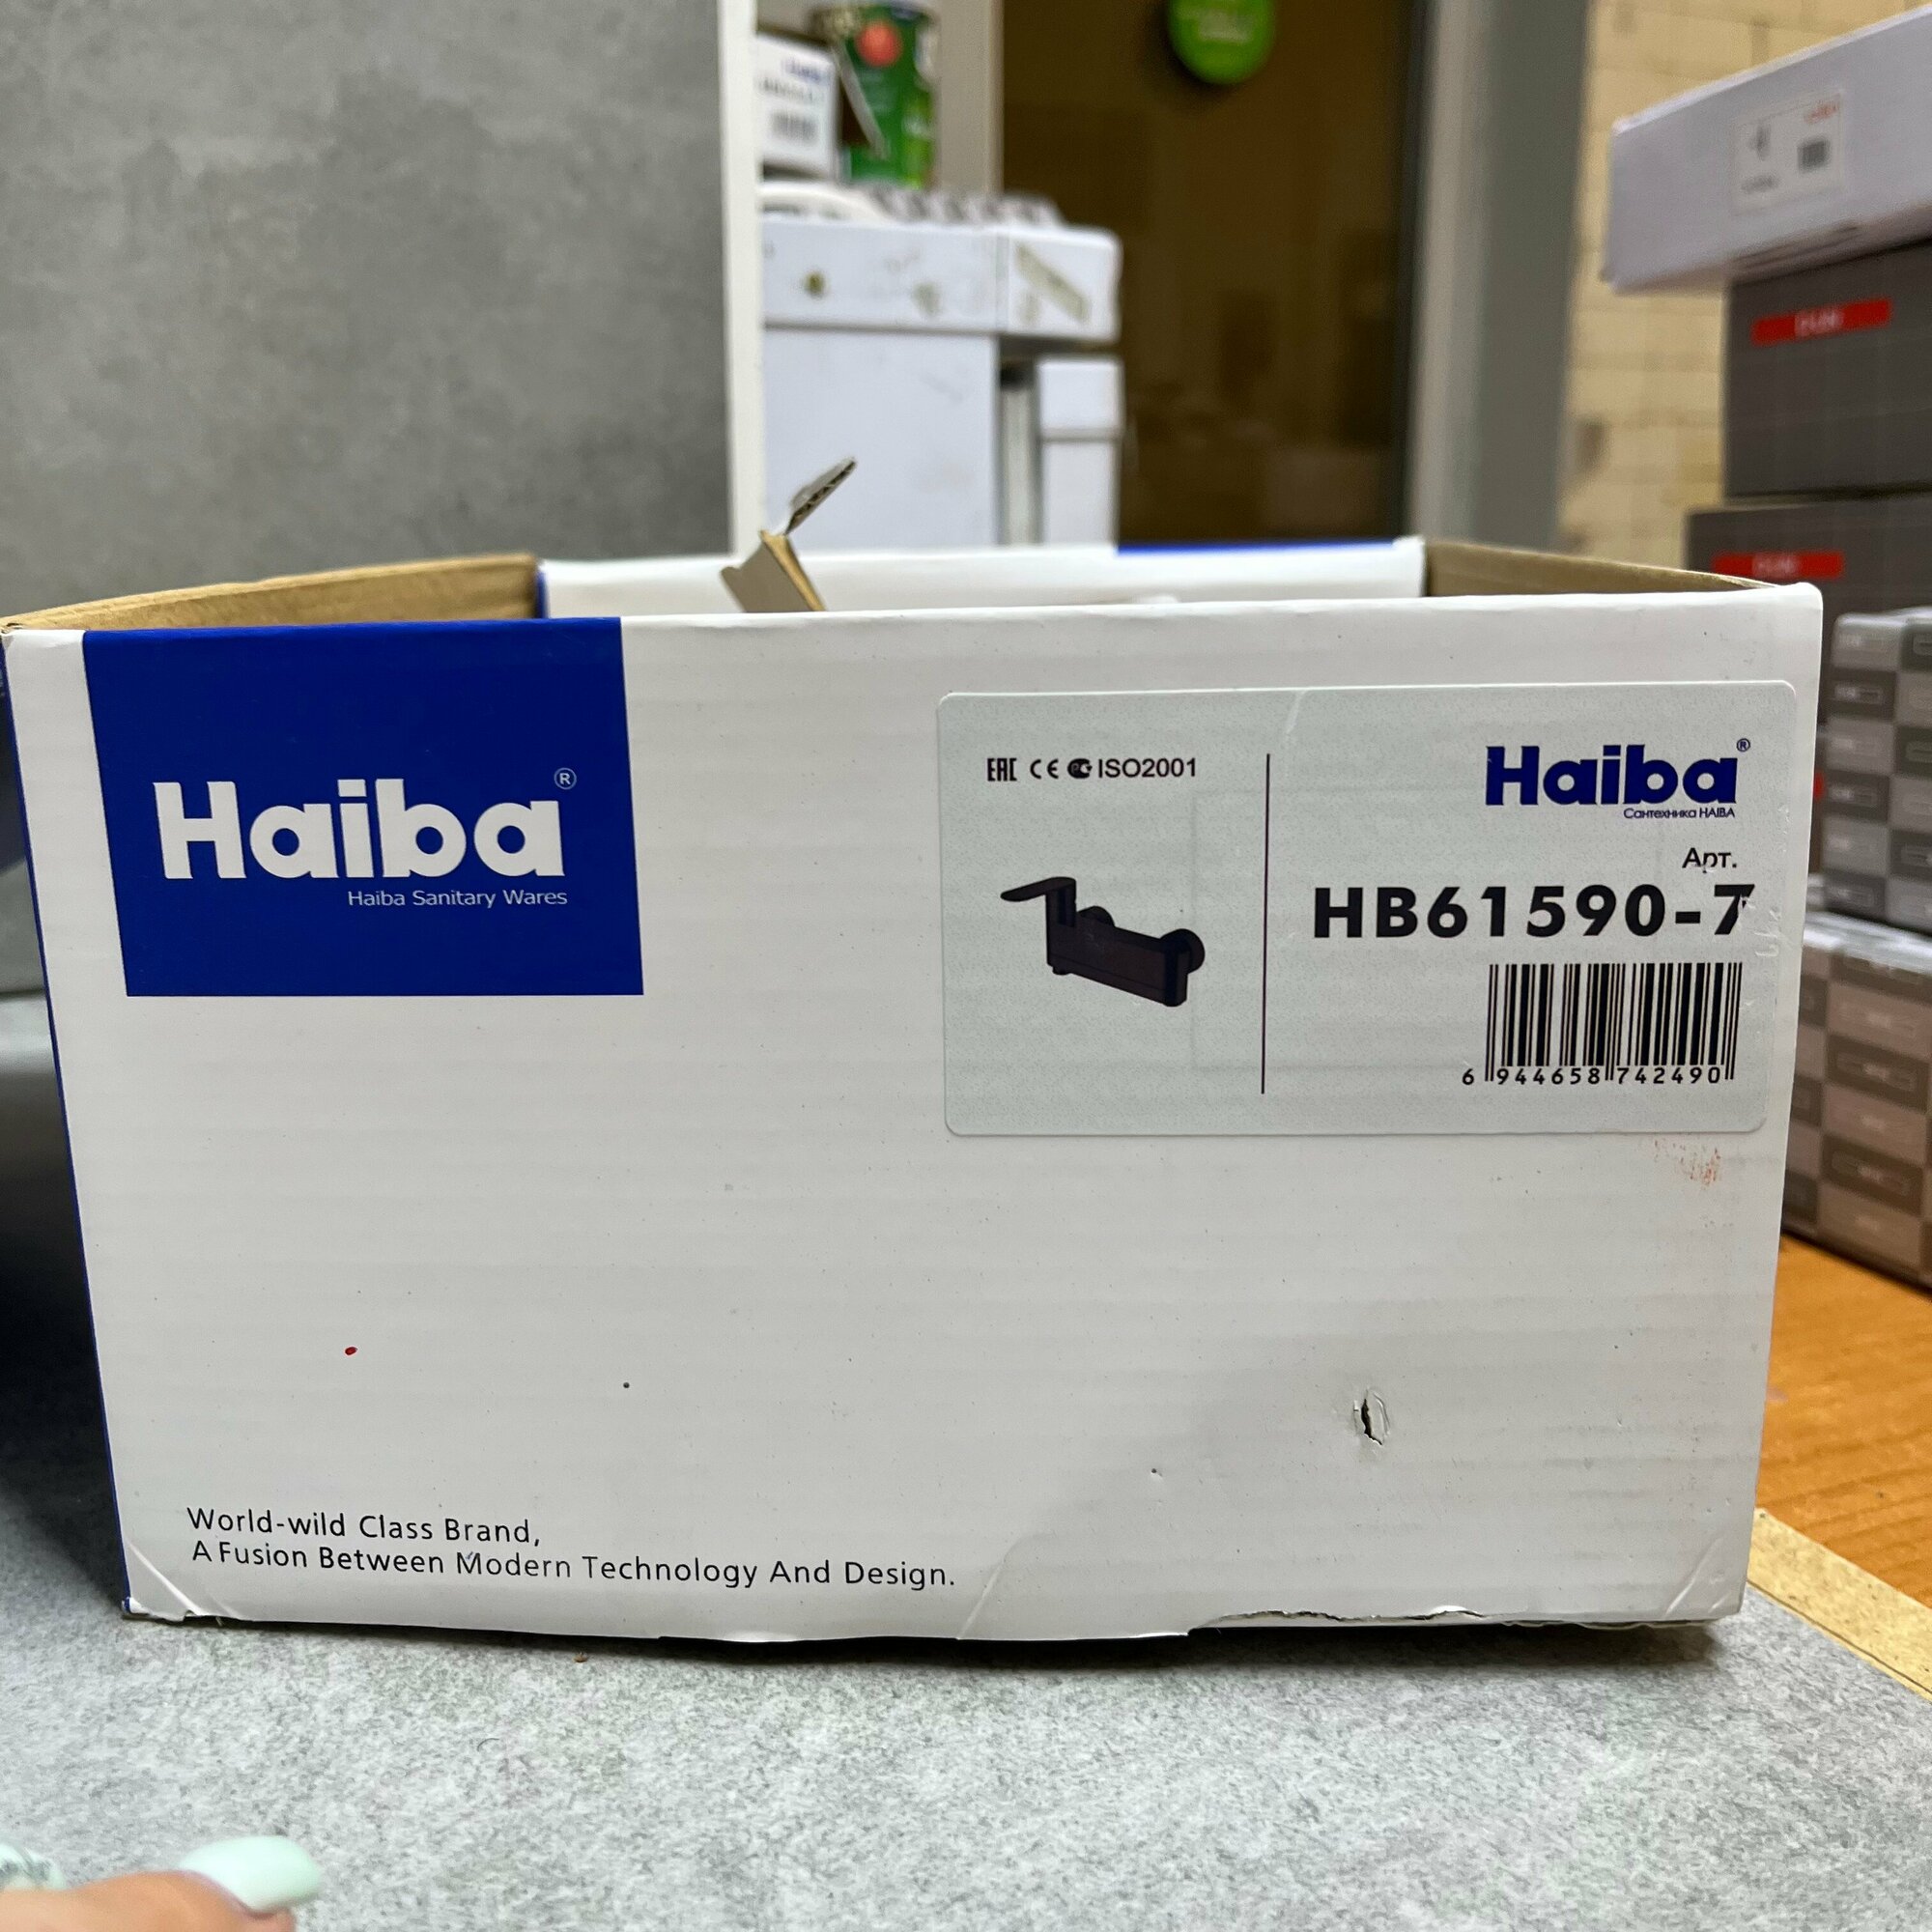 Haiba®
Haiba Sanitary Wares
EAC CE PC ISO2001
Haiba®
Сантехника HAIBA
Арт.
HB61590-7
6 944658 742490
World-wild Class Brand,
A Fusion Between Modern Technology And Design.